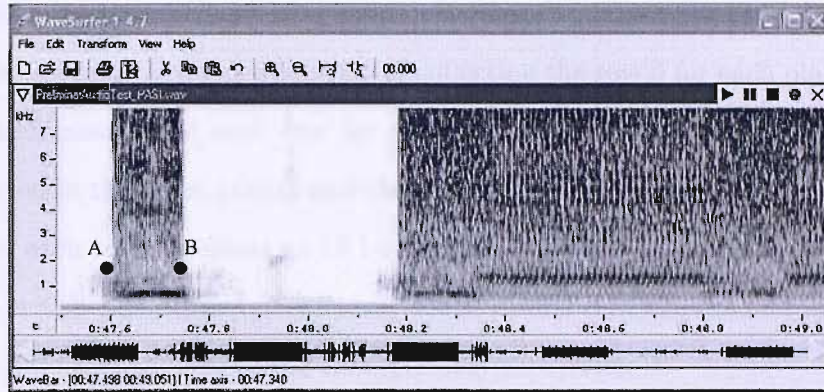 WaveSurfer 1.4.7
File Edit Transform View Help
00.000
PreliminaryAudioTest_PASI.wav
kHz
7
6
5
4
3
2
1
A
B
t
0:47.6 0:47.8 0:48.0 0:48.2 0:48.4 0:48.6 0:48.8 0:49.0
WaveBar - [00:47.498 00:49.051] | Time axis - 00:47.340